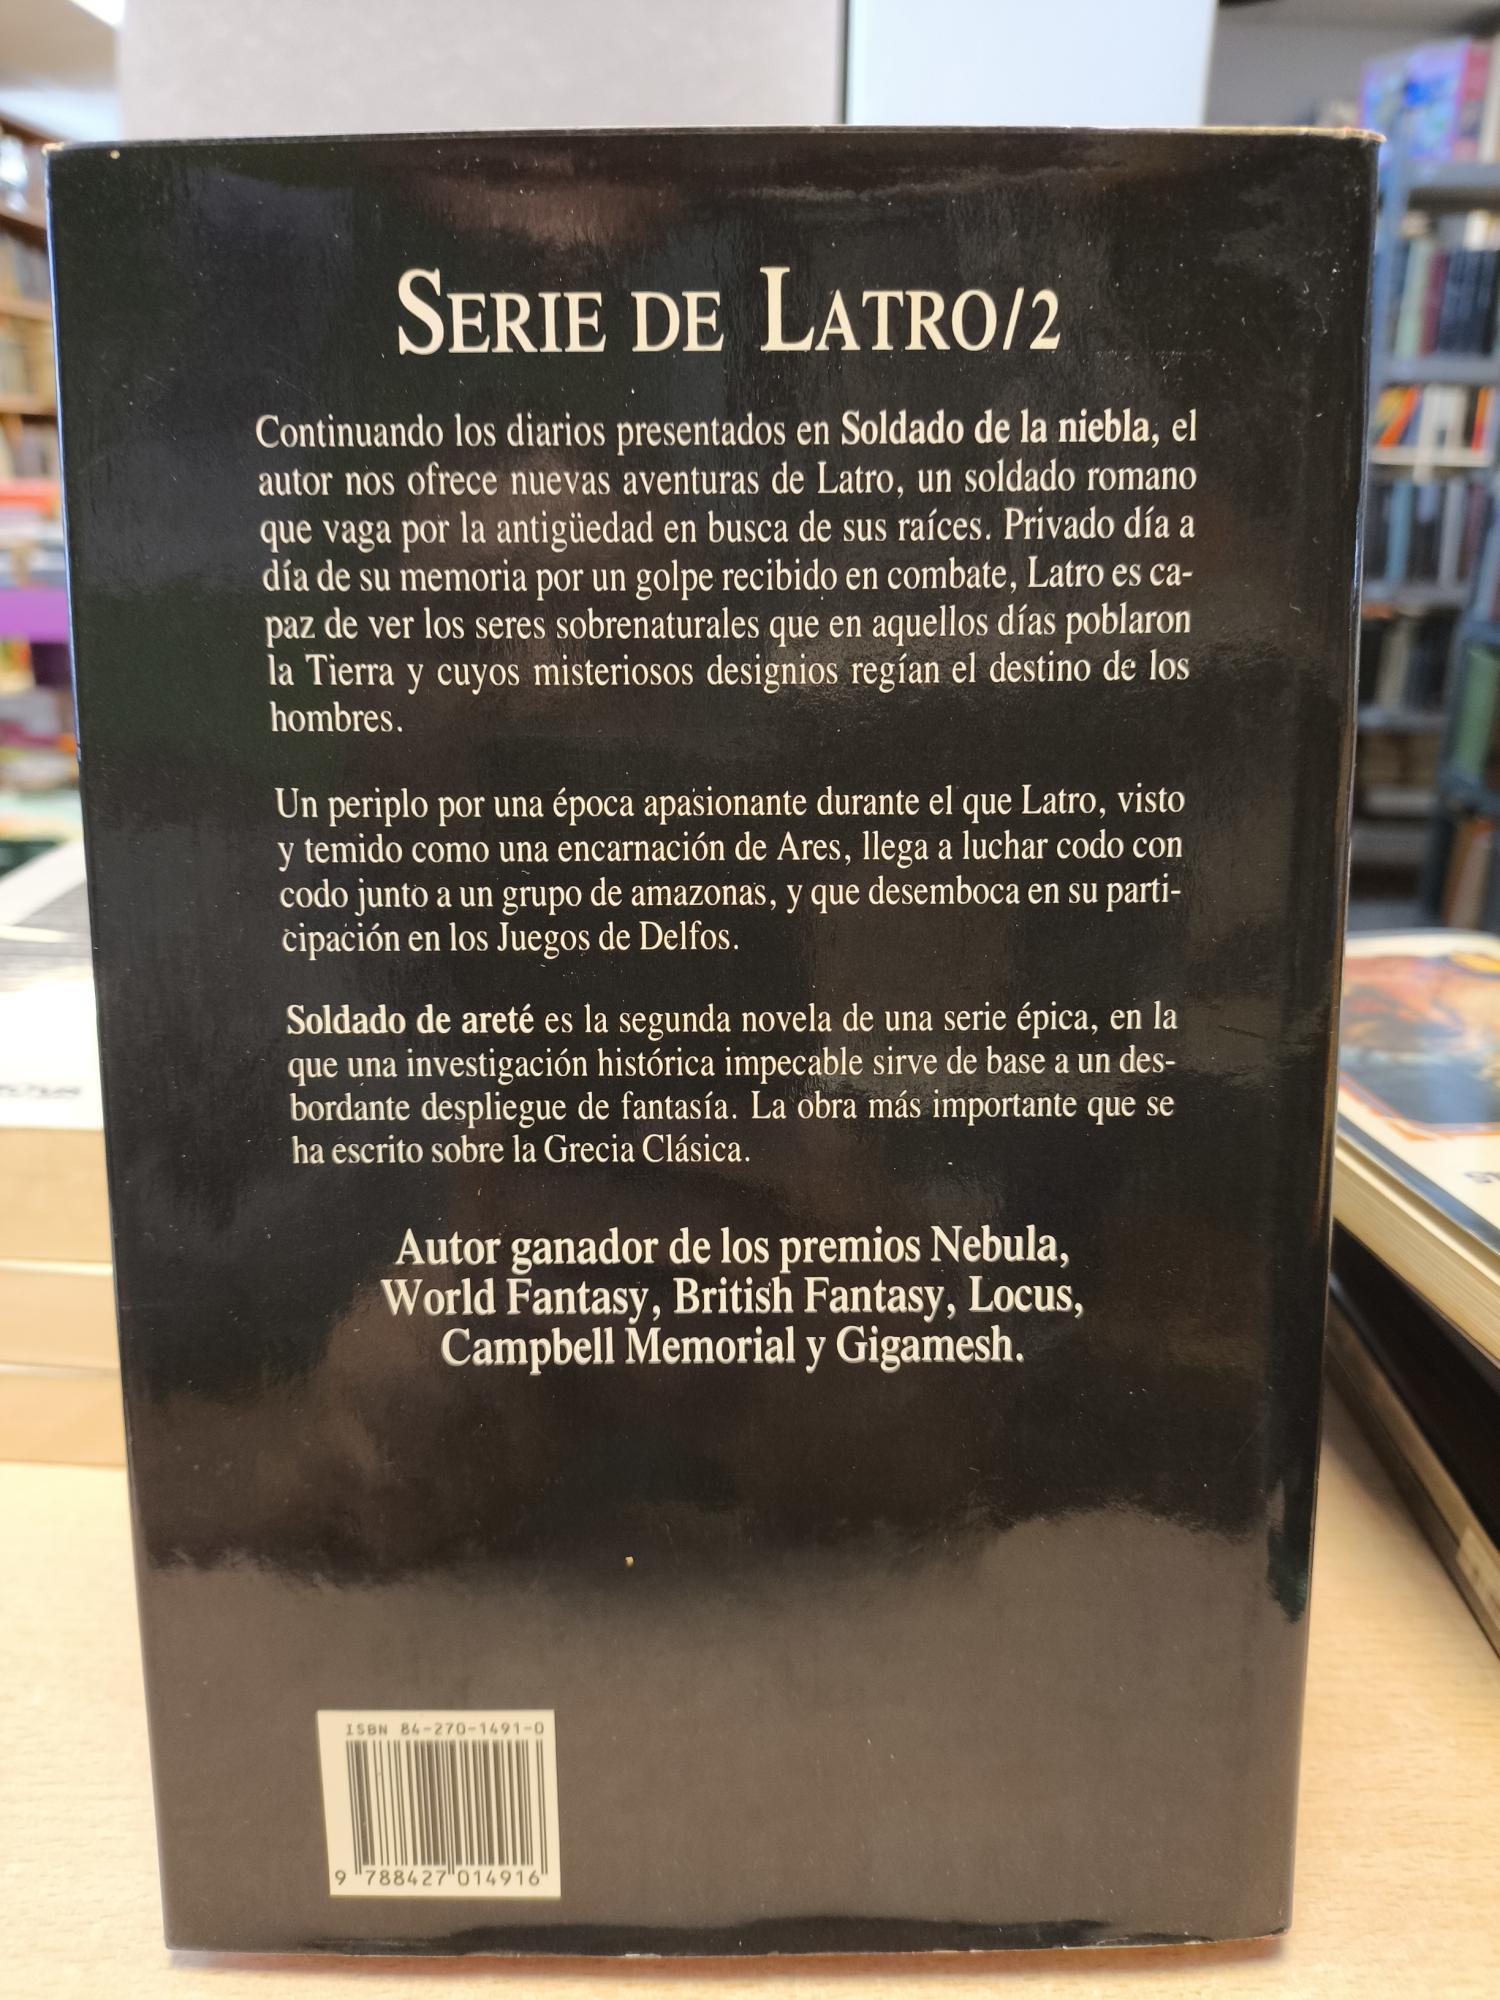 SERIE DE LATRO/2
Continuando los diarios presentados en Soldado de la niebla, el
autor nos ofrece nuevas aventuras de Latro, un soldado romano
que vaga por la antigüedad en busca de sus raíces. Privado día a
día de su memoria por un golpe recibido en combate, Latro es ca-
paz de ver los seres sobrenaturales que en aquellos días poblaron
la Tierra y cuyos misteriosos designios regían el destino de los
hombres.
Un periplo por una época apasionante durante el que Latro, visto
y temido como una encarnación de Ares, llega a luchar codo con
codo junto a un grupo de amazonas, y que desemboca en su parti-
cipación en los Juegos de Delfos.
Soldado de areté es la segunda novela de una serie épica, en la
que una investigación histórica impecable sirve de base a un des-
bordante despliegue de fantasía. La obra más importante que se
ha escrito sobre la Grecia Clásica.
Autor ganador de los premios Nebula,
World Fantasy, British Fantasy, Locus,
Campbell Memorial y Gigamesh.
ISBN 84-270-1491-0
9 788427 014916